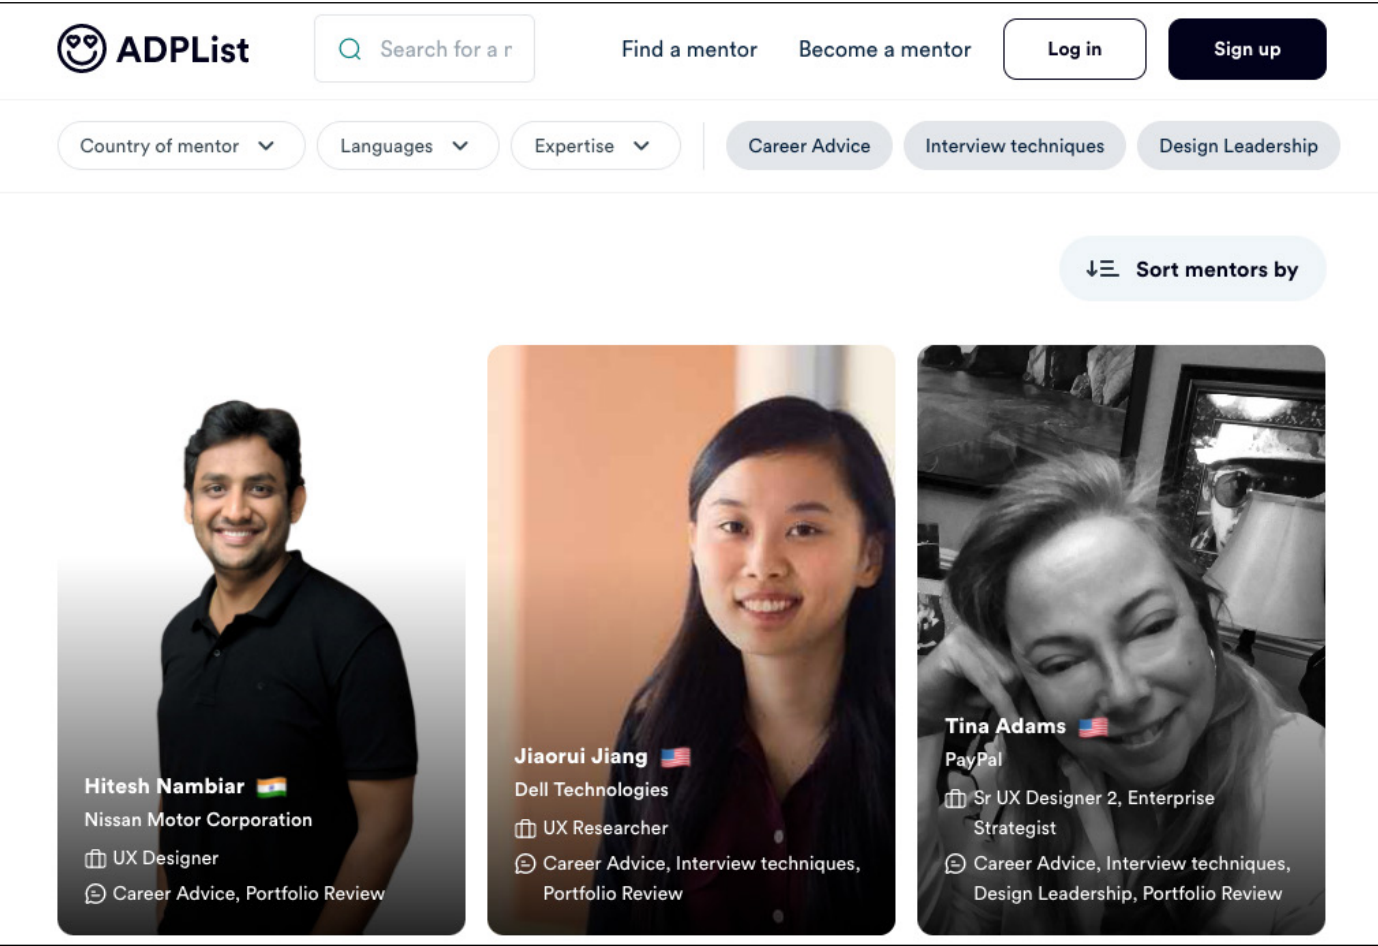 ADPList
Search for a r
Find a mentor
Become a mentor
Log in
Sign up
Country of mentor
Languages
Expertise
Career Advice
Interview techniques
Design Leadership
Sort mentors by
Hitesh Nambiar
Nissan Motor Corporation
UX Designer
Career Advice, Portfolio Review
Jiaorui Jiang
Dell Technologies
UX Researcher
Career Advice, Interview techniques,
Portfolio Review
Tina Adams
PayPal
Sr UX Designer 2, Enterprise
Strategist
Career Advice, Interview techniques,
Design Leadership, Portfolio Review